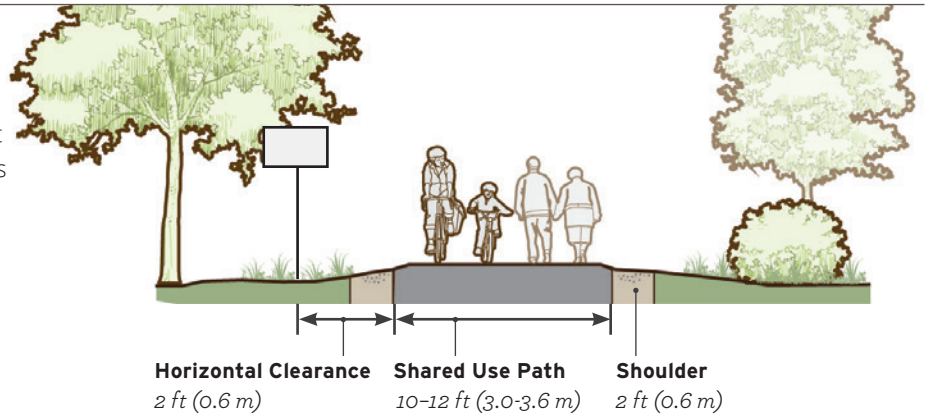 s
Horizontal Clearance
2 ft (0.6 m)
Shared Use Path
10–12 ft (3.0-3.6 m)
Shoulder
2 ft (0.6 m)